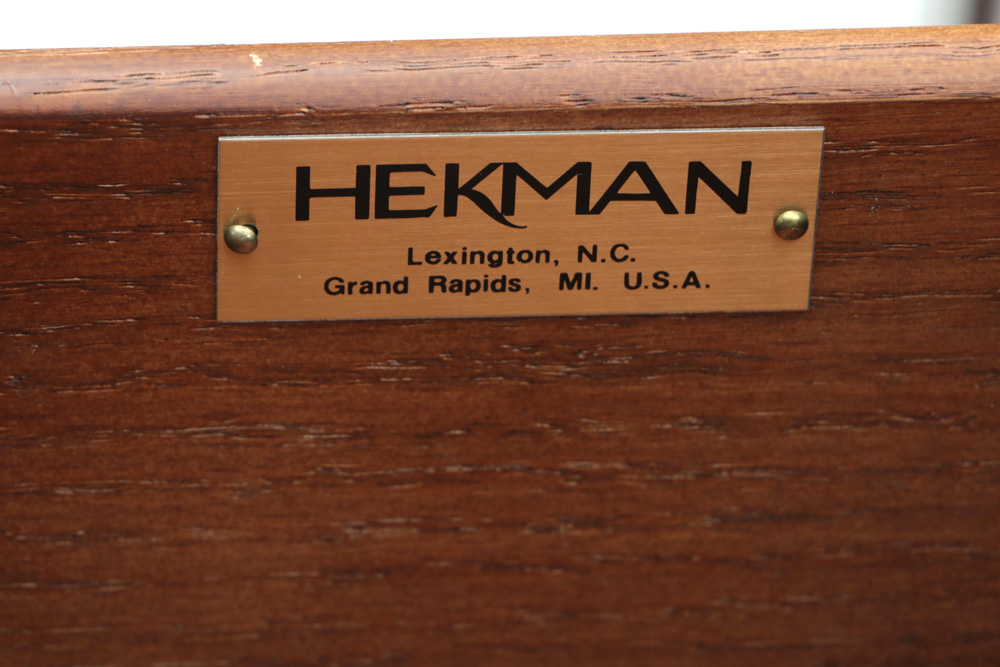 HEKMAN
Lexington, N.C.
Grand Rapids, MI. U.S.A.